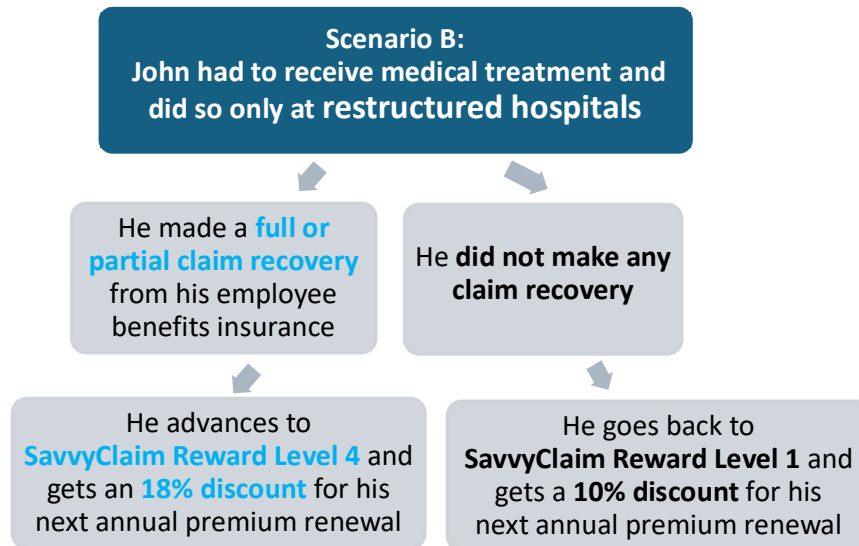 Scenario B:
John had to receive medical treatment and
did so only at restructured hospitals
He made a full or
partial claim recovery
from his employee
benefits insurance
He did not make any
claim recovery
He advances to
SavvyClaim Reward Level 4 and
gets an 18% discount for his
next annual premium renewal
He goes back to
SavvyClaim Reward Level 1 and
gets a 10% discount for his
next annual premium renewal